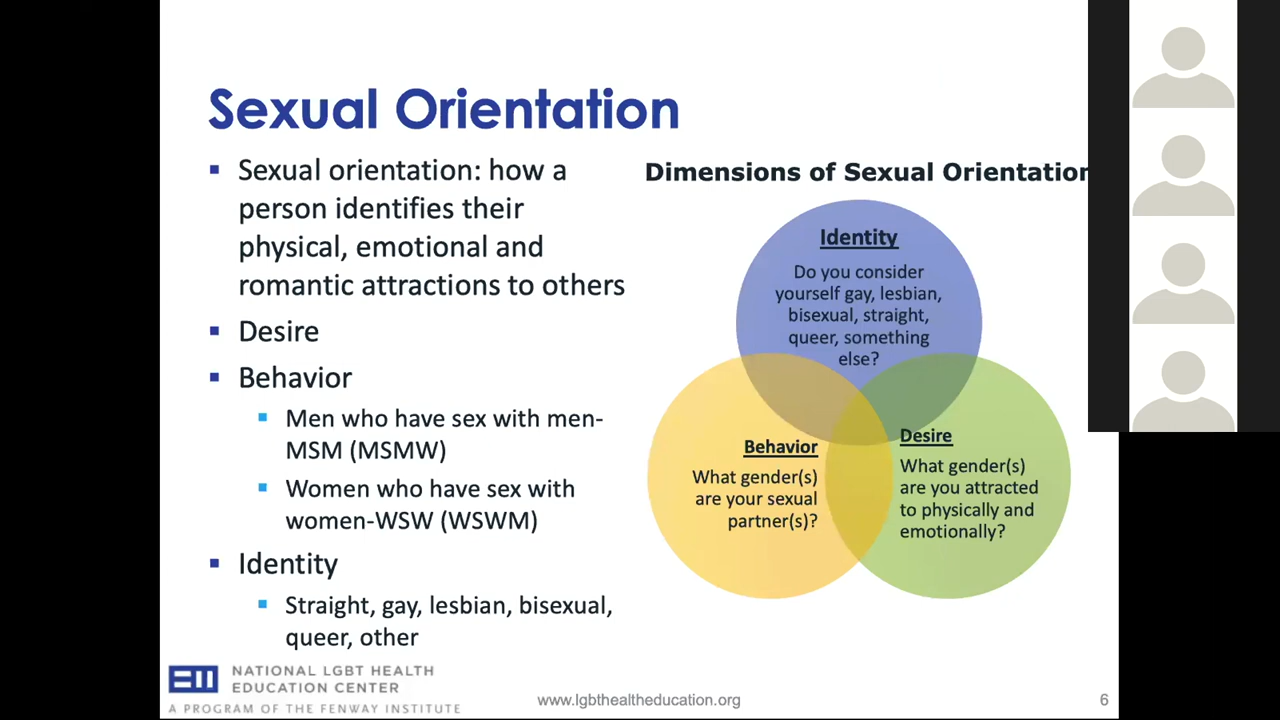 Sexual Orientation
▪ Sexual orientation: how a
person identifies their
physical, emotional and
romantic attractions to others
▪ Desire
▪ Behavior
▪ Men who have sex with men-
MSM (MSMW)
▪ Women who have sex with
women-WSW (WSWM)
▪ Identity
▪ Straight, gay, lesbian, bisexual,
queer, other
Dimensions of Sexual Orientation
Identity
Do you consider
yourself gay, lesbian,
bisexual, straight,
queer, something
else?
Behavior
What gender(s)
are your sexual
partner(s)?
Desire
What gender(s)
are you attracted
to physically and
emotionally?
NATIONAL LGBT HEALTH
EDUCATION CENTER
A PROGRAM OF THE FENWAY INSTITUTE
www.lgbthealtheducation.org
6